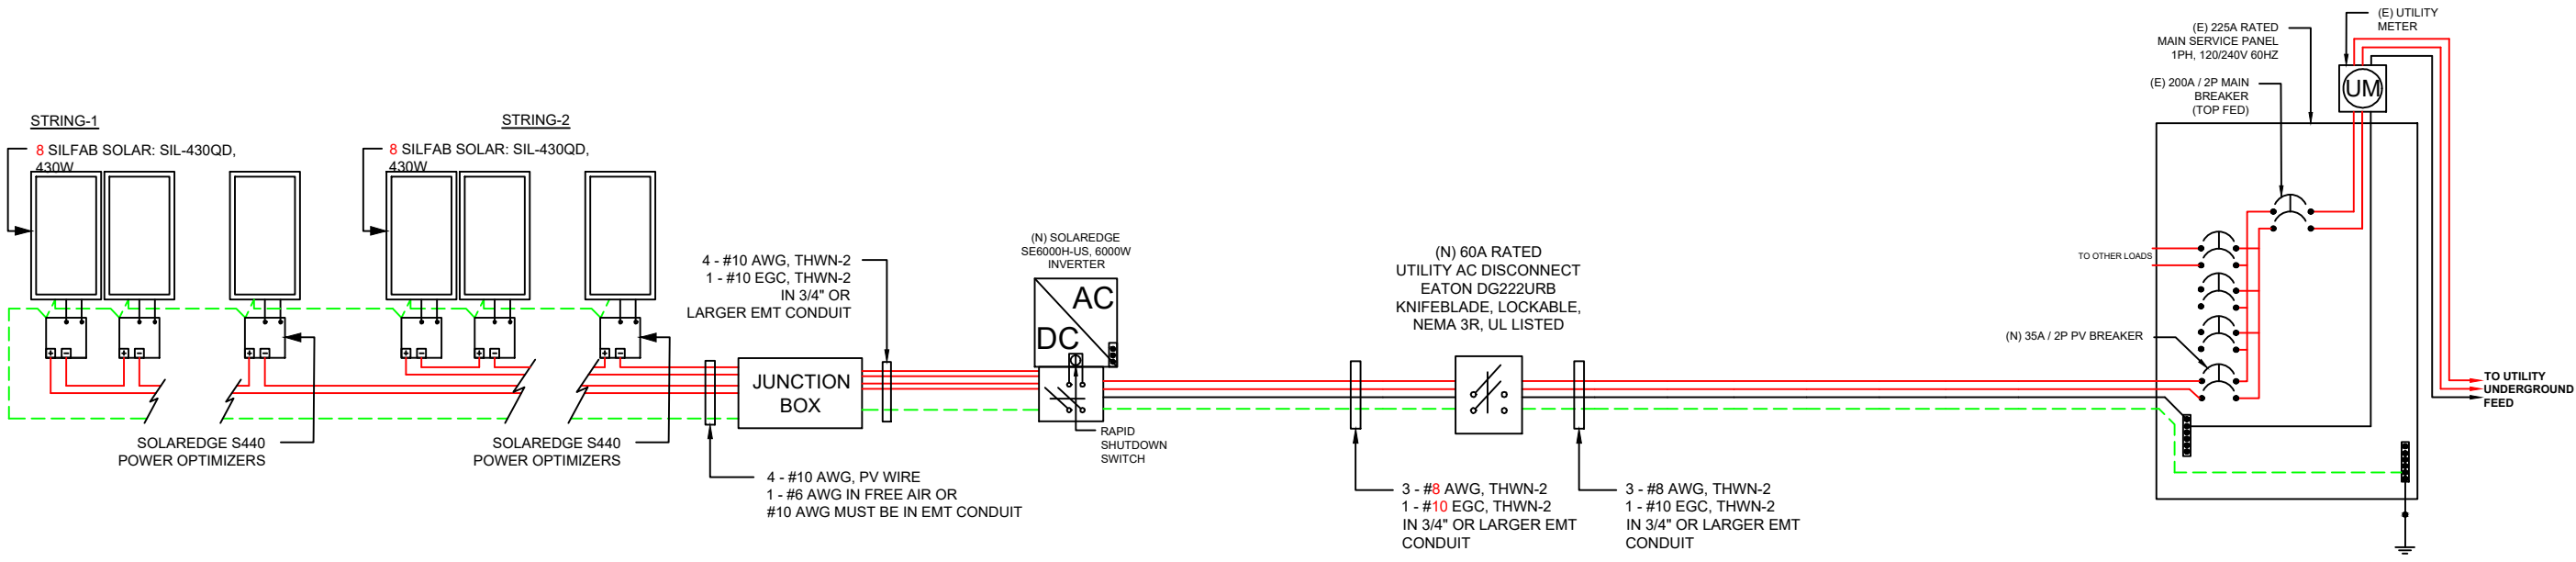 STRING-1
8 SILFAB SOLAR: SIL-430QD,
430W
STRING-2
8 SILFAB SOLAR: SIL-430QD,
430W
SOLAREDGE S440
POWER OPTIMIZERS
SOLAREDGE S440
POWER OPTIMIZERS
4 - #10 AWG, THWN-2
1 - #10 EGC, THWN-2
IN 3/4" OR
LARGER EMT CONDUIT
JUNCTION
BOX
4 - #10 AWG, PV WIRE
1 - #6 AWG IN FREE AIR OR
#10 AWG MUST BE IN EMT CONDUIT
(N) SOLAREDGE
SE6000H-US, 6000W
INVERTER
AC
DC
RAPID
SHUTDOWN
SWITCH
(N) 60A RATED
UTILITY AC DISCONNECT
EATON DG222URB
KNIFEBLADE, LOCKABLE,
NEMA 3R, UL LISTED
3 - #8 AWG, THWN-2
1 - #10 EGC, THWN-2
IN 3/4" OR LARGER EMT
CONDUIT
3 - #8 AWG, THWN-2
1 - #10 EGC, THWN-2
IN 3/4" OR LARGER EMT
CONDUIT
(E) UTILITY
METER
(E) 225A RATED
MAIN SERVICE PANEL
1PH, 120/240V 60HZ
(E) 200A / 2P MAIN
BREAKER
(TOP FED)
UM
TO OTHER LOADS
(N) 35A / 2P PV BREAKER
TO UTILITY
UNDERGROUND
FEED